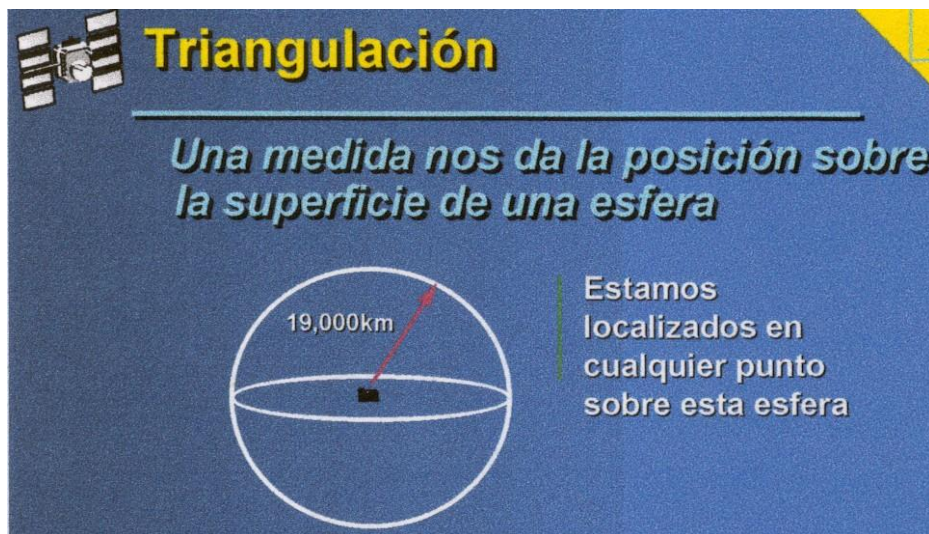 Triangulación
Una medida nos da la posición sobre
la superficie de una esfera
19,000km
Estamos
localizados en
cualquier punto
sobre esta esfera